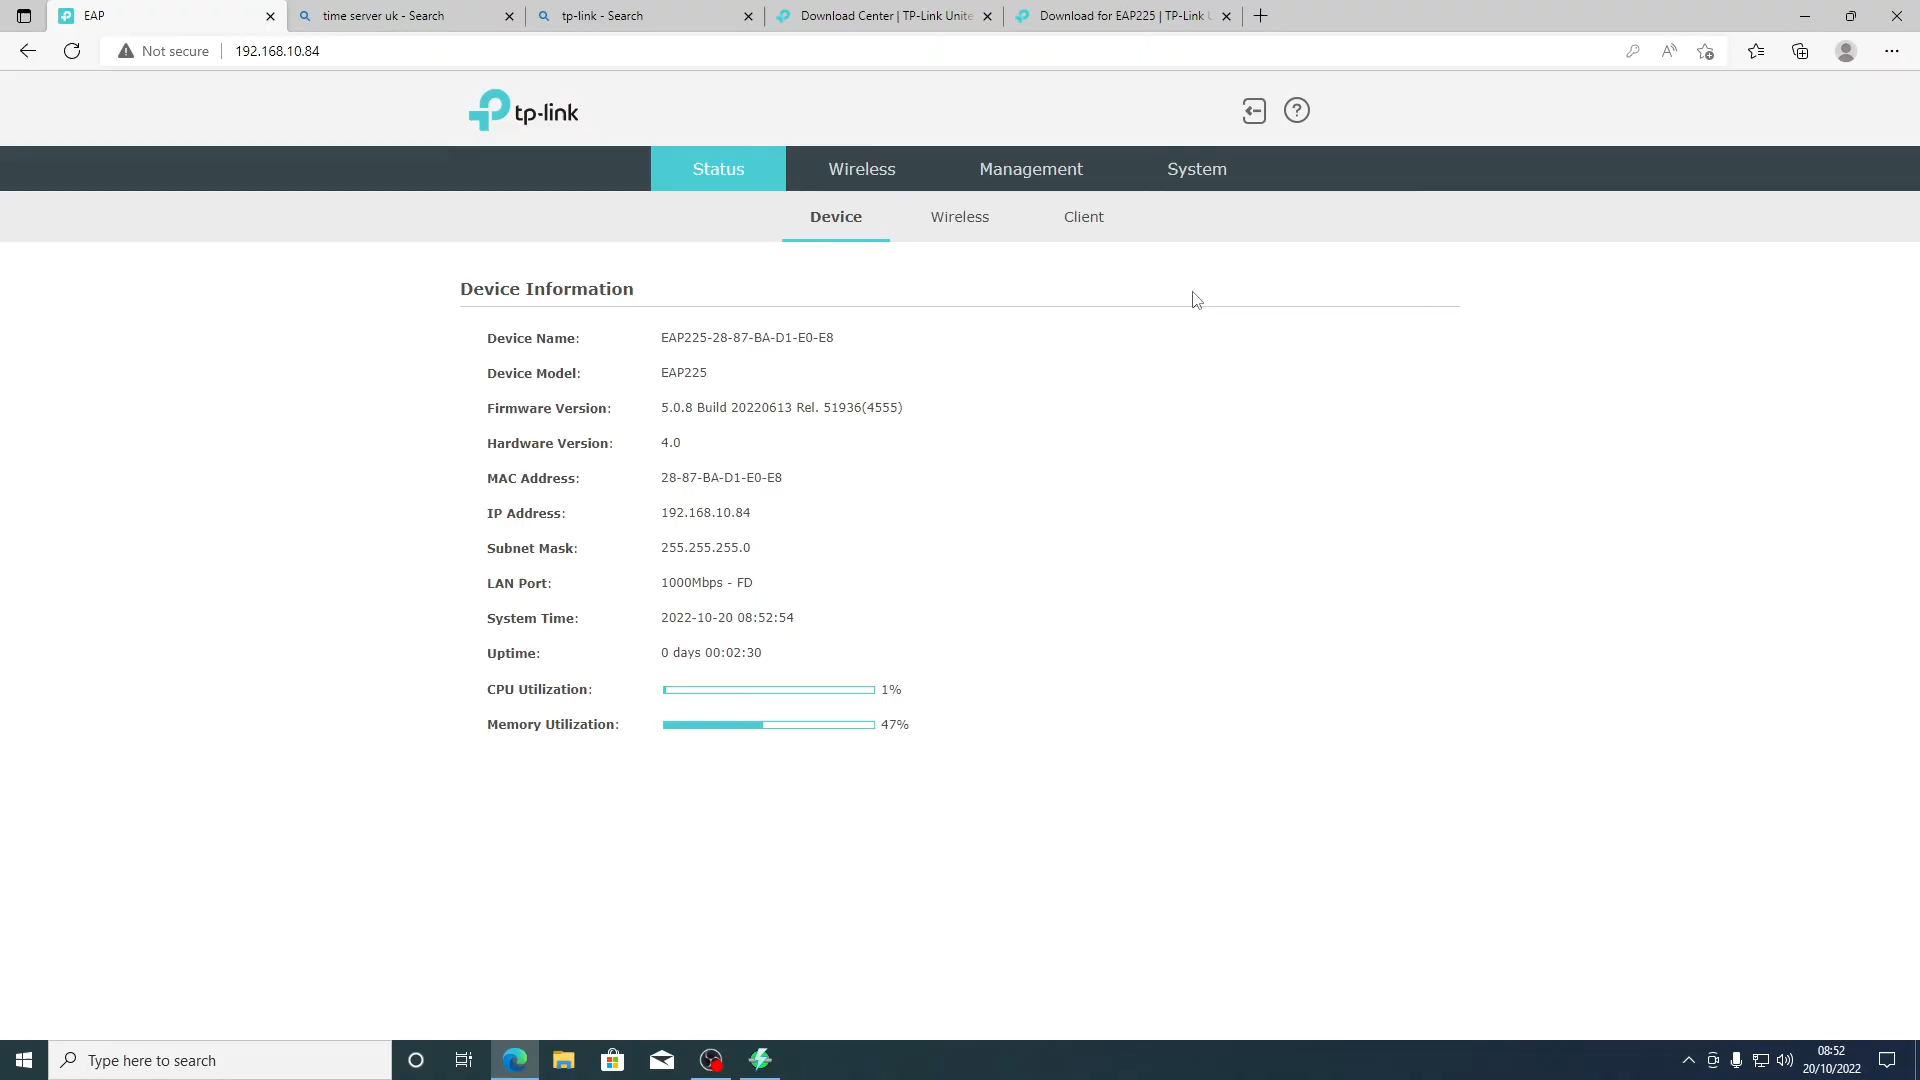 EAP
time server uk - Search
tp-link - Search
Download Center | TP-Link Unite
Download for EAP225 | TP-Link U
Not secure
192.168.10.84
tp-link
Status
Wireless
Management
System
Device
Wireless
Client
Device Information
Device Name: EAP225-28-87-BA-D1-E0-E8
Device Model: EAP225
Firmware Version: 5.0.8 Build 20220613 Rel. 51936(4555)
Hardware Version: 4.0
MAC Address: 28-87-BA-D1-E0-E8
IP Address: 192.168.10.84
Subnet Mask: 255.255.255.0
LAN Port: 1000Mbps - FD
System Time: 2022-10-20 08:52:54
Uptime: 0 days 00:02:30
CPU Utilization: 1%
Memory Utilization: 47%
Type here to search
08:52
20/10/2022